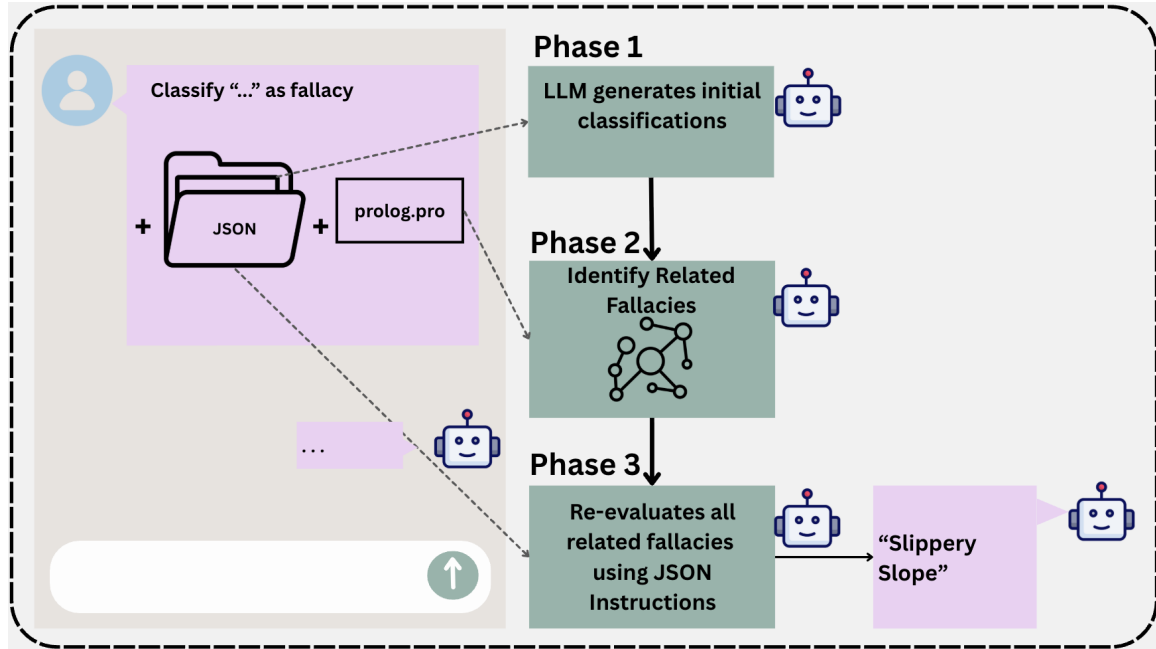 Classify “...” as fallacy
+
JSON
+
prolog.pro
...
Phase 1
LLM generates initial
classifications
Phase 2
Identify Related
Fallacies
Phase 3
Re-evaluates all
related fallacies
using JSON
Instructions
“Slippery
Slope”